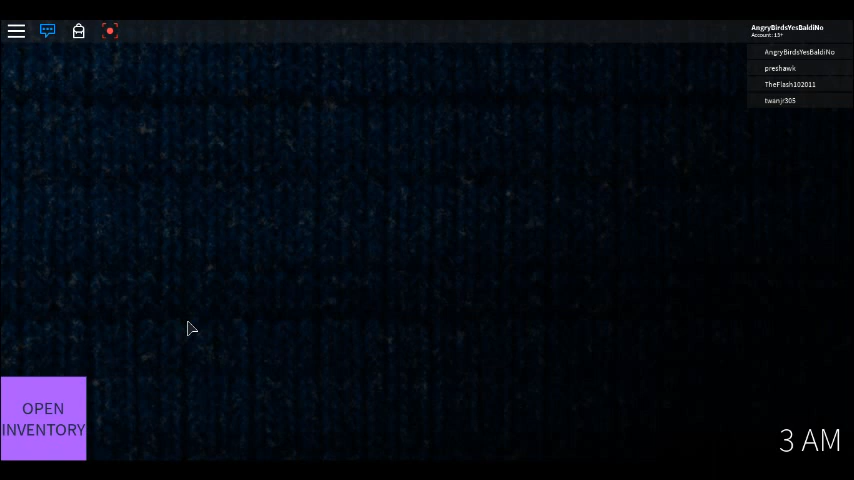 AngryBirdsYesBaldiNo
Account: 13+
AngryBirdsYesBaldiNo
preshawk
TheFlash102011
twanjr305
OPEN
INVENTORY
3 AM